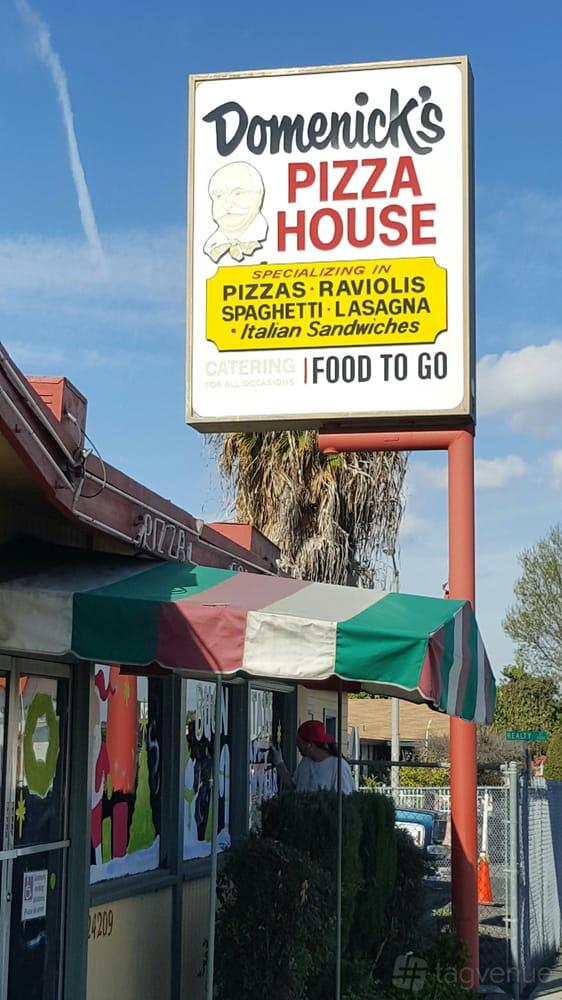 Domenick's
PIZZA
HOUSE
SPECIALIZING IN
PIZZAS · RAVIOLIS
SPAGHETTI · LASAGNA
• Italian Sandwiches
CATERING
FOR ALL OCCASIONS
FOOD TO GO
PIZZA
REALTY
24209
tagvenue